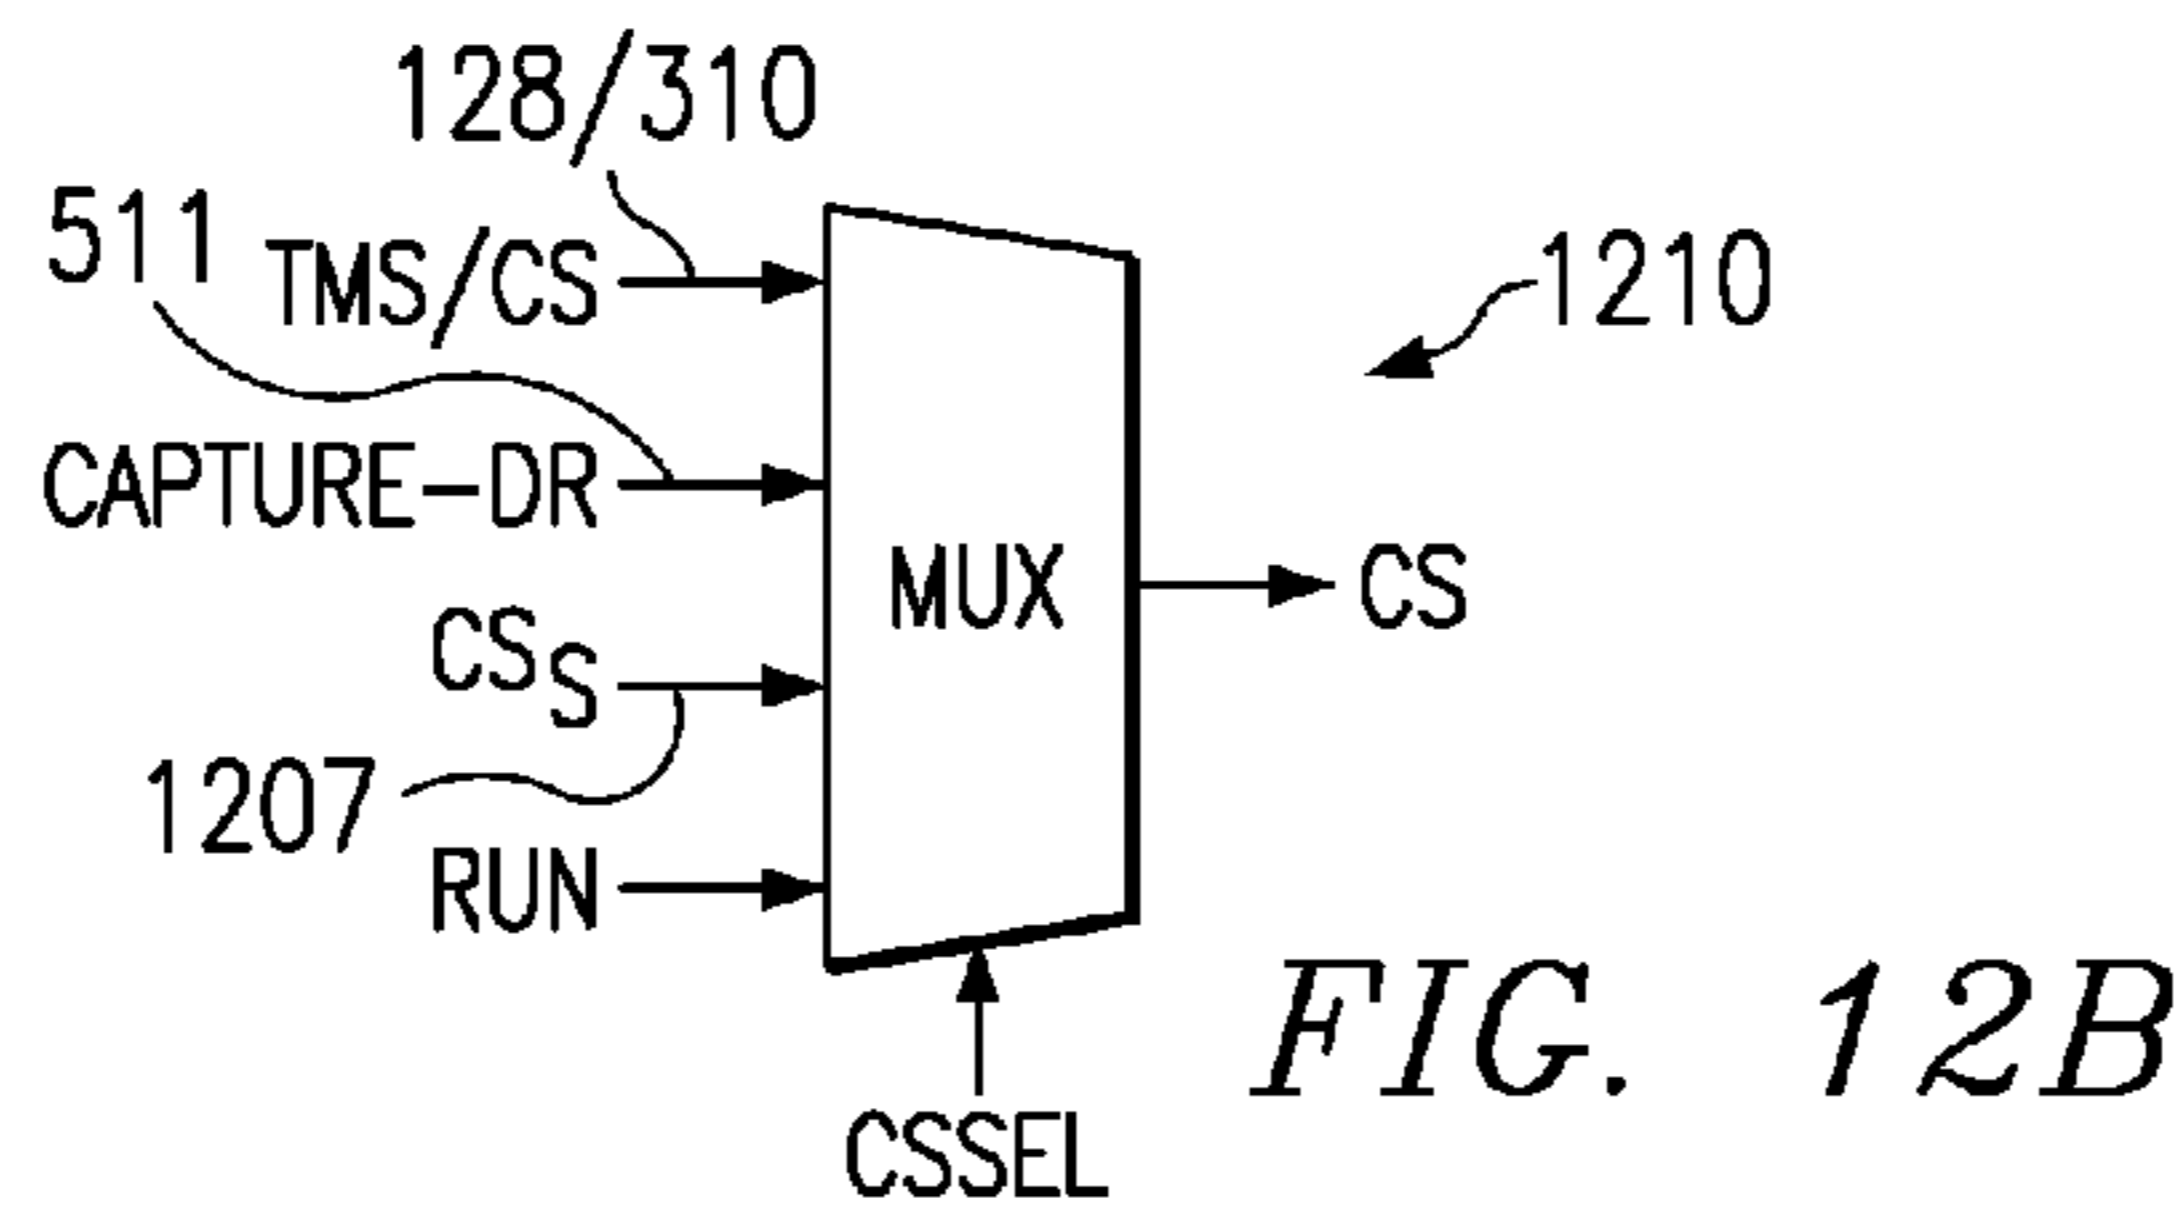 128/310
511
TMS/CS
1210
CAPTURE-DR
MUX
CS
CSS
1207
RUN
CSSEL
FIG. 12B